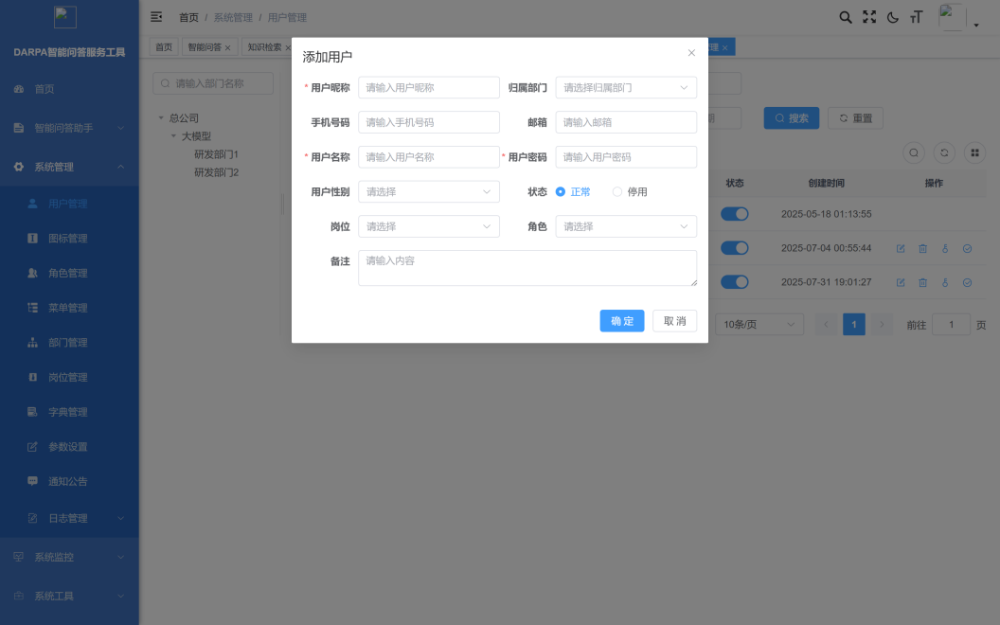 DARPA智能问答服务工具
首页
智能问答助手
系统管理
用户管理
图标管理
角色管理
菜单管理
部门管理
岗位管理
字典管理
参数设置
通知公告
日志管理
系统监控
系统工具
首页 / 系统管理 / 用户管理
首页
智能问答 ×
知识检索 ×
理 ×
请输入部门名称
总公司
大模型
研发部门1
研发部门2
搜索
重置
状态 创建时间 操作
2025-05-18 01:13:55
2025-07-04 00:55:44
2025-07-31 19:01:27
10条/页
1
前往 1 页
添加用户
* 用户昵称 请输入用户昵称 归属部门 请选择归属部门
手机号码 请输入手机号码 邮箱 请输入邮箱
* 用户名称 请输入用户名称 * 用户密码 请输入用户密码
用户性别 请选择 状态 正常 停用
岗位 请选择 角色 请选择
备注 请输入内容
确 定 取 消